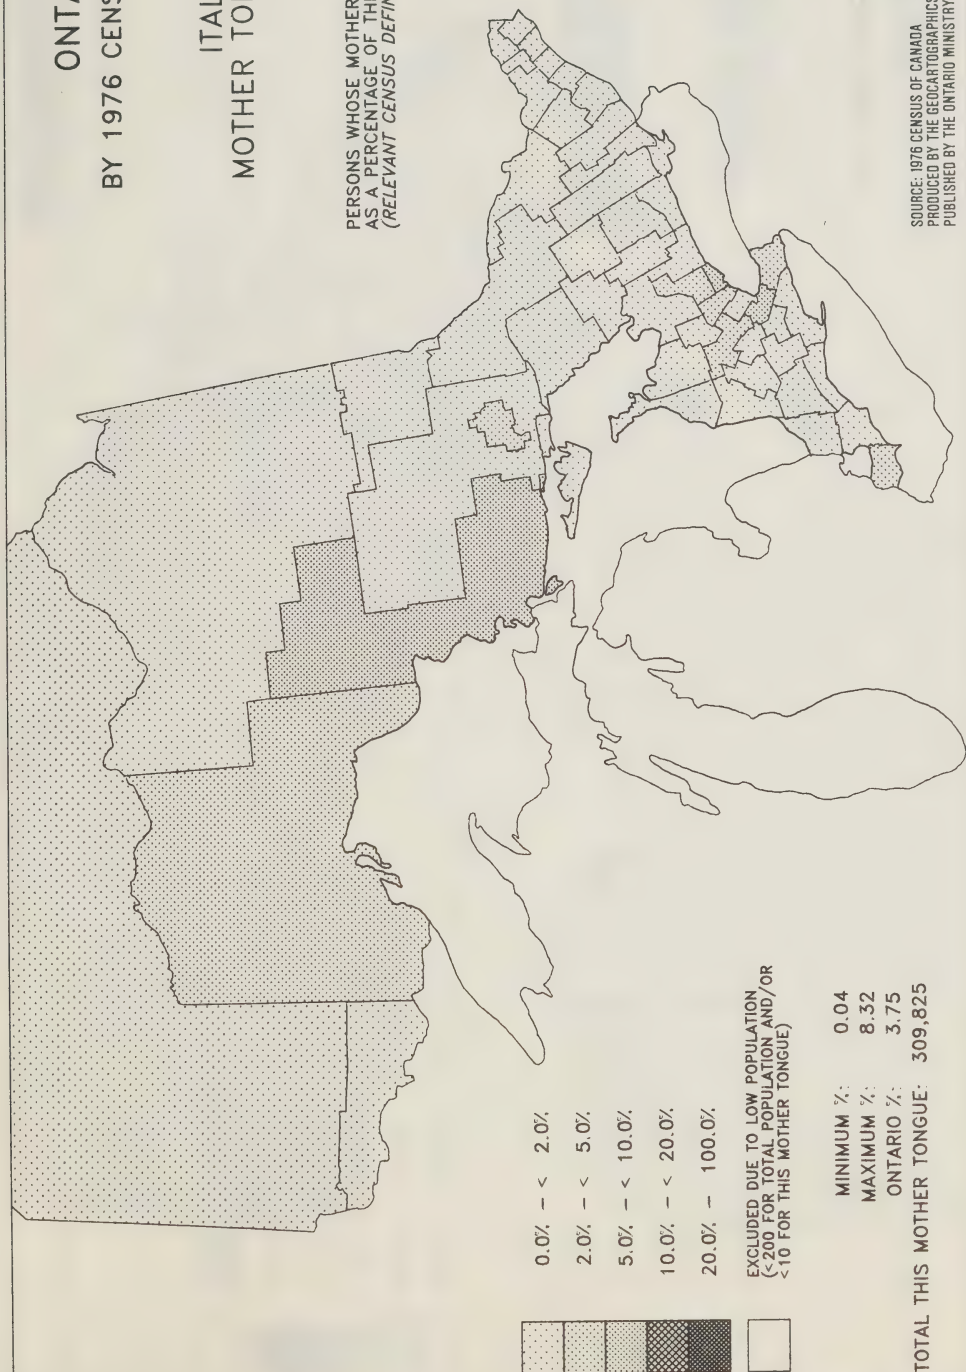 ONTA
BY 1976 CENS
ITAL
MOTHER TO
PERSONS WHOSE MOTHER
AS A PERCENTAGE OF THE
(RELEVANT CENSUS DEFIN
0.0% - < 2.0%
2.0% - < 5.0%
5.0% - < 10.0%
10.0% - < 20.0%
20.0% - 100.0%
EXCLUDED DUE TO LOW POPULATION
(<200 FOR TOTAL POPULATION AND/OR
<10 FOR THIS MOTHER TONGUE)
MINIMUM %: 0.04
MAXIMUM %: 8.32
ONTARIO %: 3.75
TOTAL THIS MOTHER TONGUE: 309,825
SOURCE: 1976 CENSUS OF CANADA
PRODUCED BY THE GEOCARTOGRAPHICS
PUBLISHED BY THE ONTARIO MINISTRY